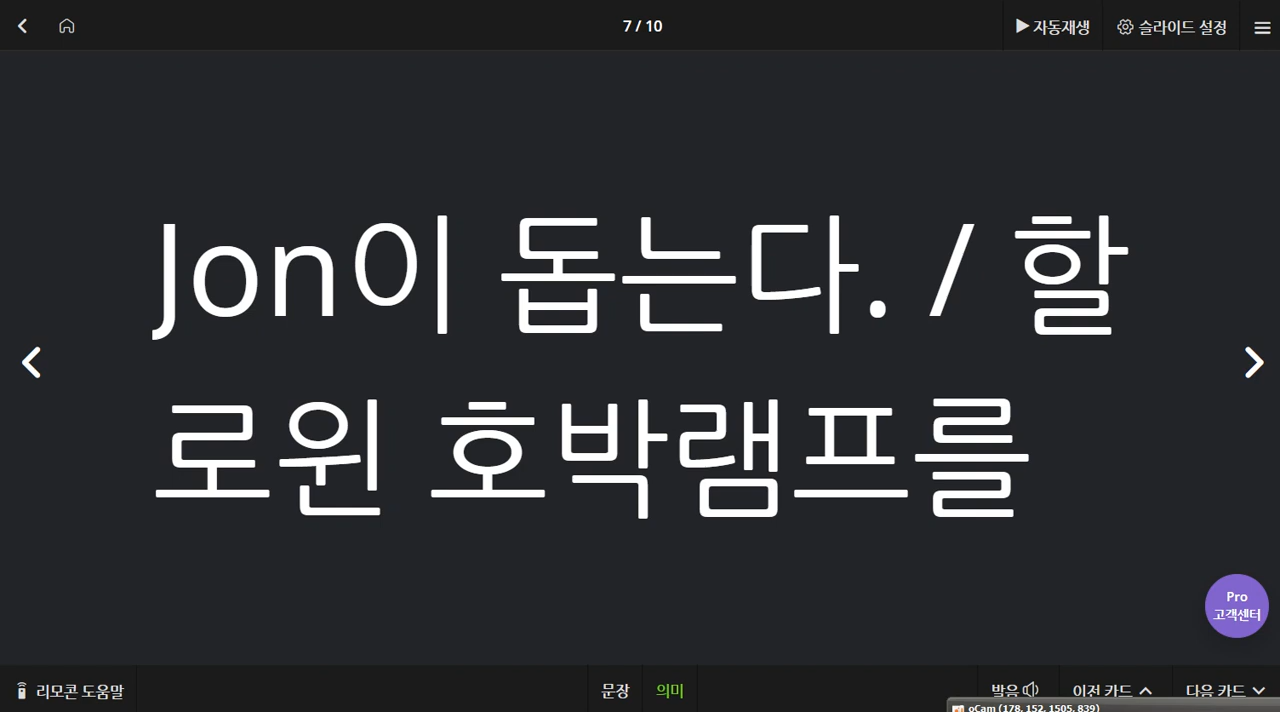 7 / 10
▶ 자동재생
슬라이드 설정
Jon이 돕는다. / 할
로윈 호박램프를
Pro
고객센터
리모콘 도움말
문장
의미
발음
이전 카드
다음 카드
oCam (178, 152, 1505, 839)